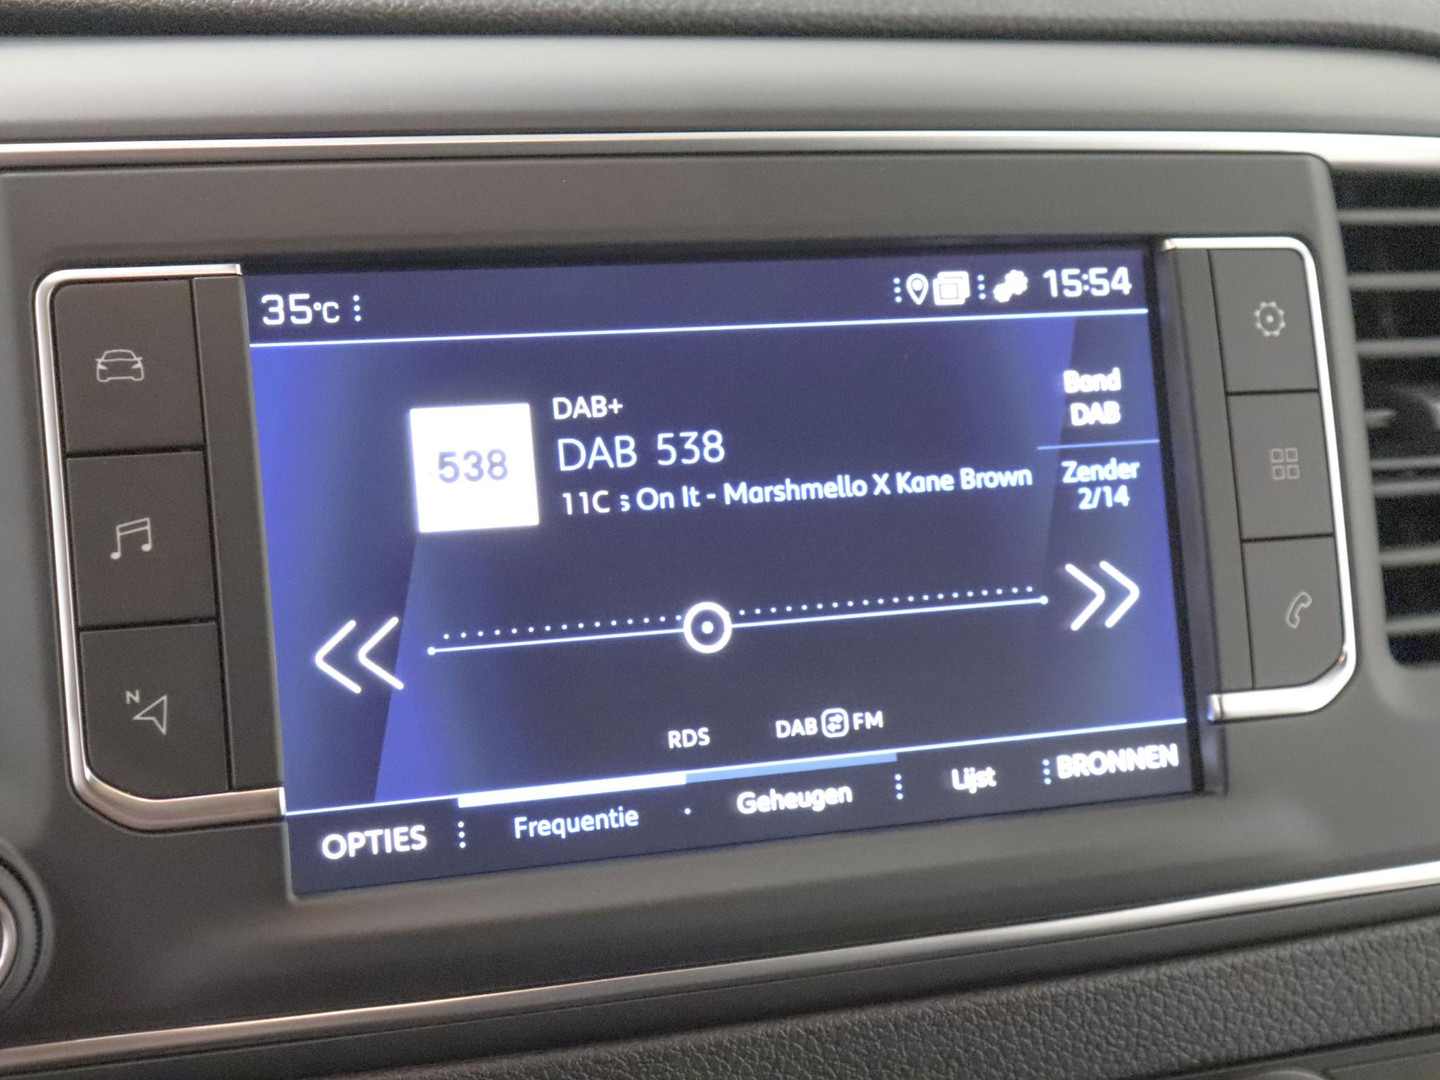 35°C
15:54
DAB+
DAB 538
538
11C s On It - Marshmello X Kane Brown
Band
DAB
Zender
2/14
RDS
DAB FM
OPTIES
Frequentie
Geheugen
Lijst
BRONNEN
N